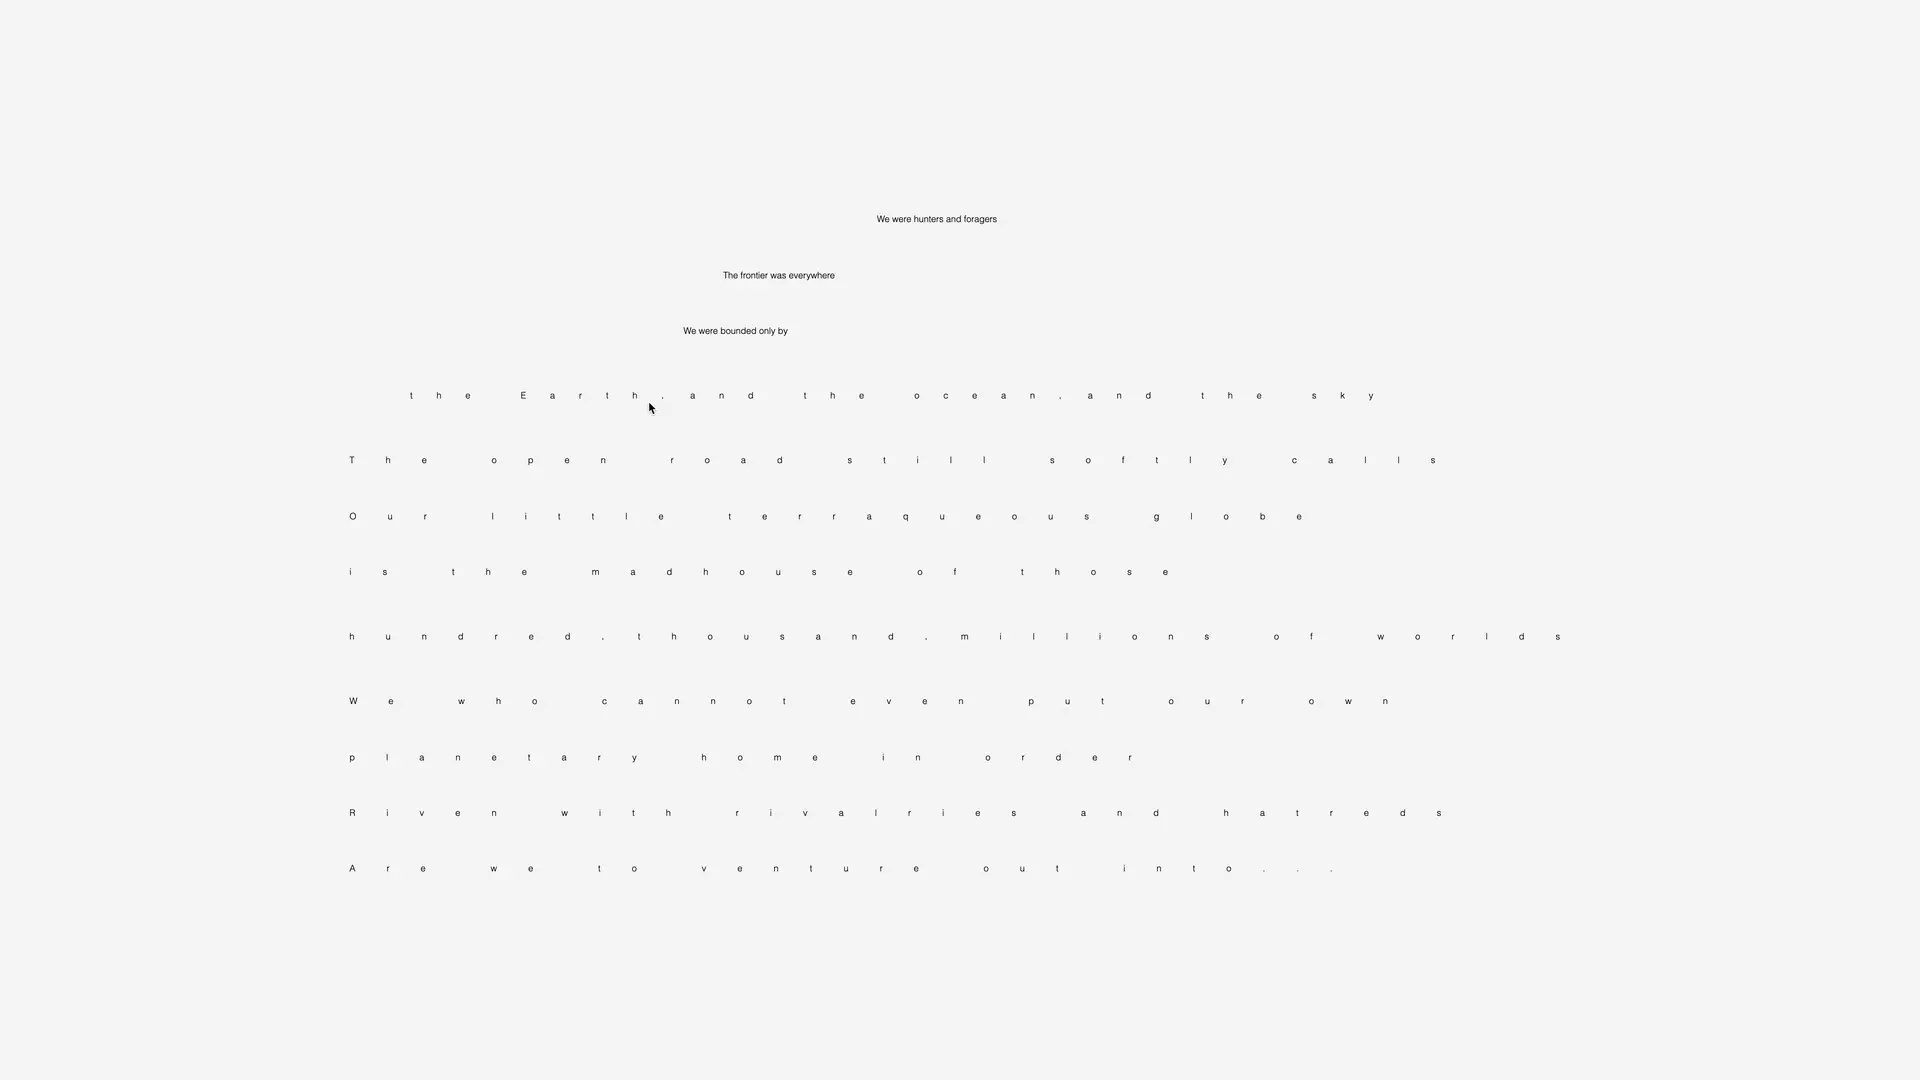 We were hunters and foragers
The frontier was everywhere
We were bounded only by
the Earth,and the ocean,and the sky
The open road still softly calls
Our little terraqueous globe
is the madhouse of those
hundred,thousand,millions of worlds
We who cannot even put our own
planetary home in order
Riven with rivalries and hatreds
Are we to venture out into...